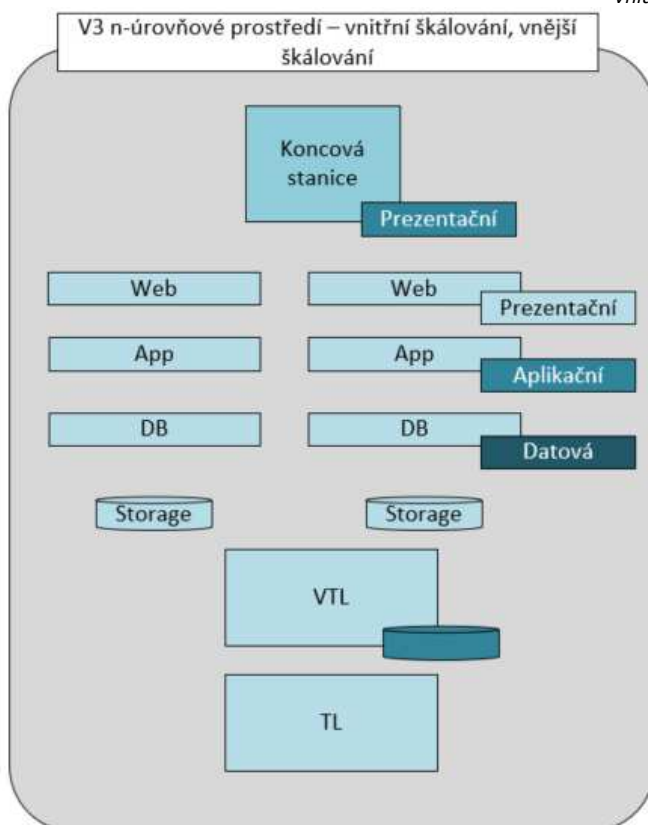 V3 n-úrovňové prostředí – vnitřní škálování, vnější
škálování
Koncová
stanice
Prezentační
Web
Web
Prezentační
App
App
Aplikační
DB
DB
Datová
Storage
Storage
VTL
TL